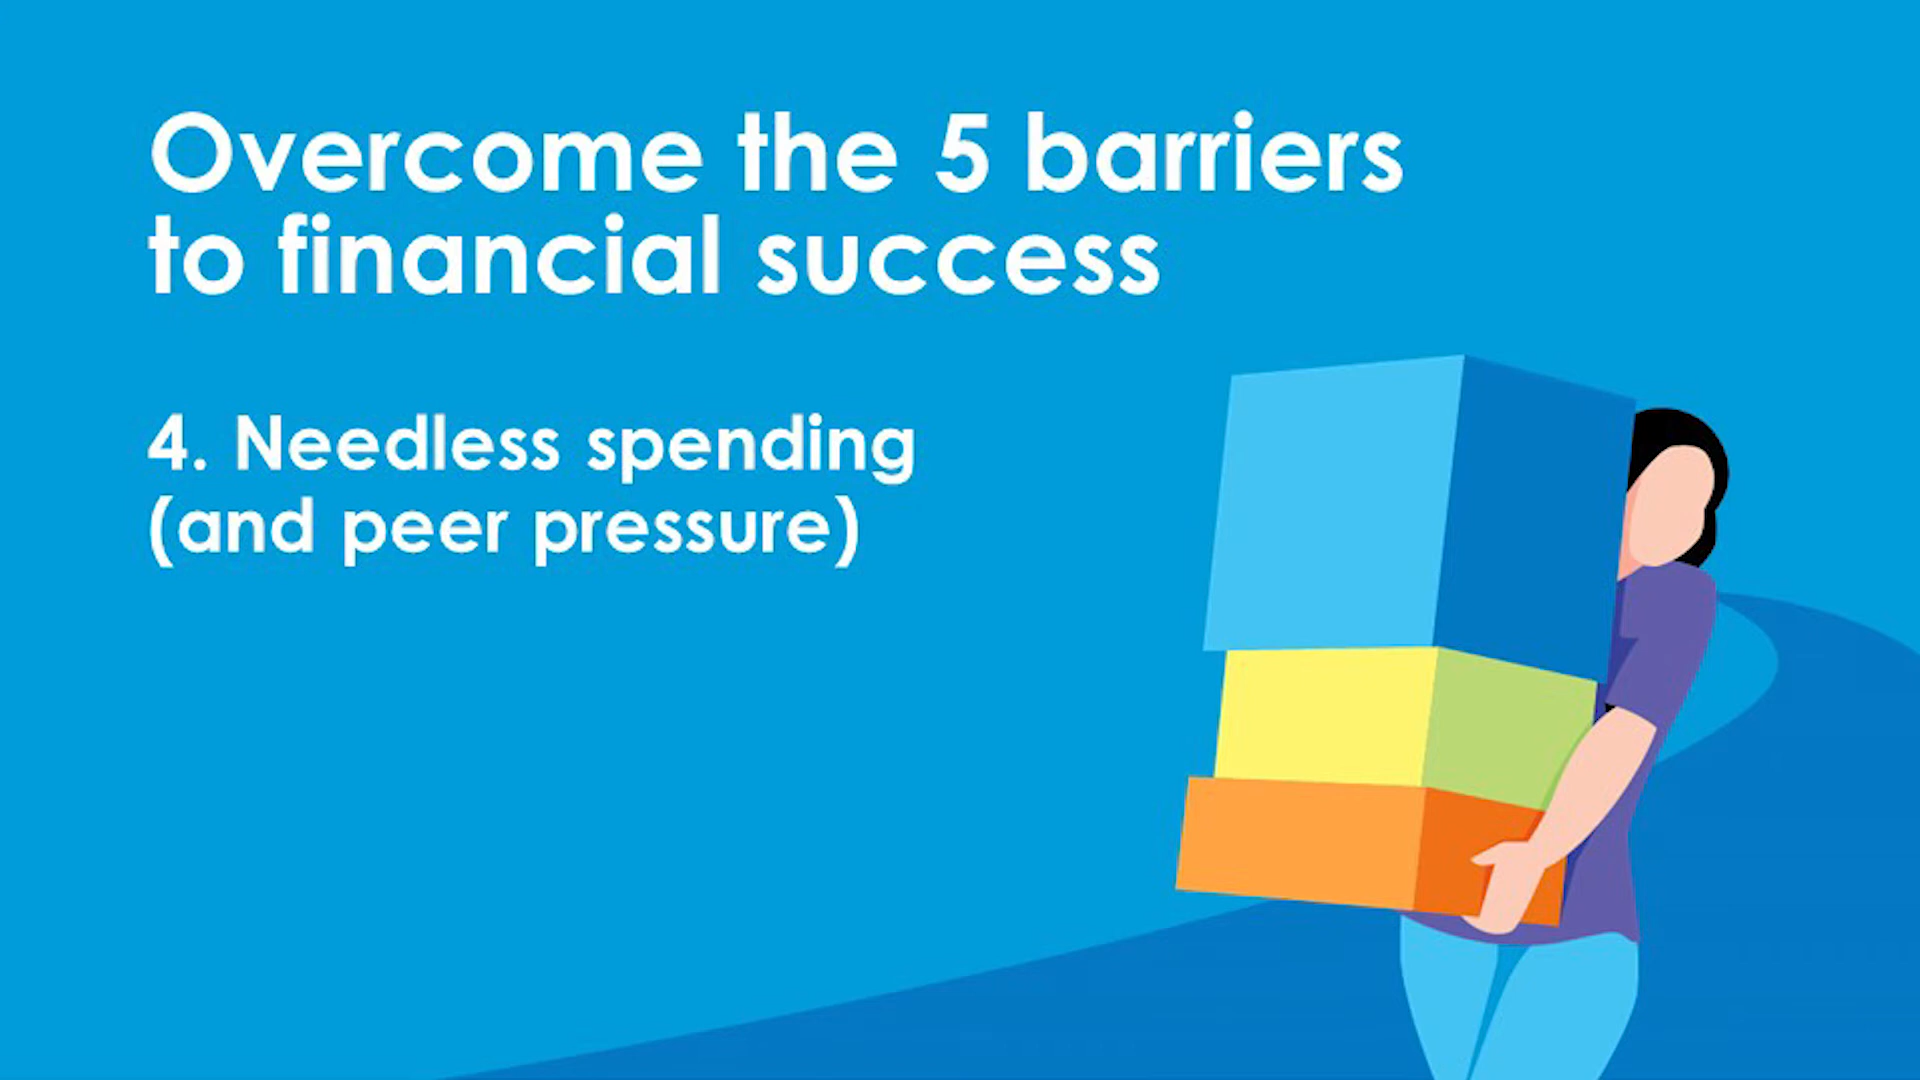 Overcome the 5 barriers
to financial success
4. Needless spending
(and peer pressure)